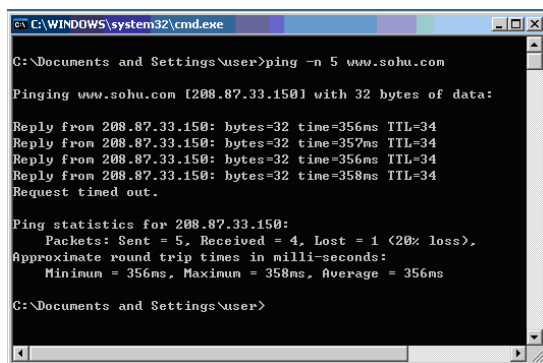 C:\WINDOWS\system32\cmd.exe
C:\Documents and Settings\user>ping -n 5 www.sohu.com
Pinging www.sohu.com [208.87.33.150] with 32 bytes of data:
Reply from 208.87.33.150: bytes=32 time=356ms TTL=34
Reply from 208.87.33.150: bytes=32 time=357ms TTL=34
Reply from 208.87.33.150: bytes=32 time=356ms TTL=34
Reply from 208.87.33.150: bytes=32 time=358ms TTL=34
Request timed out.
Ping statistics for 208.87.33.150:
    Packets: Sent = 5, Received = 4, Lost = 1 (20% loss),
Approximate round trip times in milli-seconds:
    Minimum = 356ms, Maximum = 358ms, Average = 356ms
C:\Documents and Settings\user>